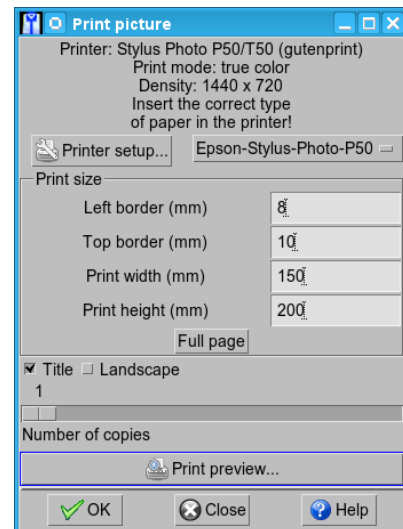 Print picture
Printer: Stylus Photo P50/T50 (gutenprint)
Print mode: true color
Density: 1440 x 720
Insert the correct type
of paper in the printer!
Printer setup... Epson-Stylus-Photo-P50
Print size
Left border (mm) 8
Top border (mm) 10
Print width (mm) 150
Print height (mm) 200
Full page
Title Landscape
1
Number of copies
Print preview...
OK Close Help